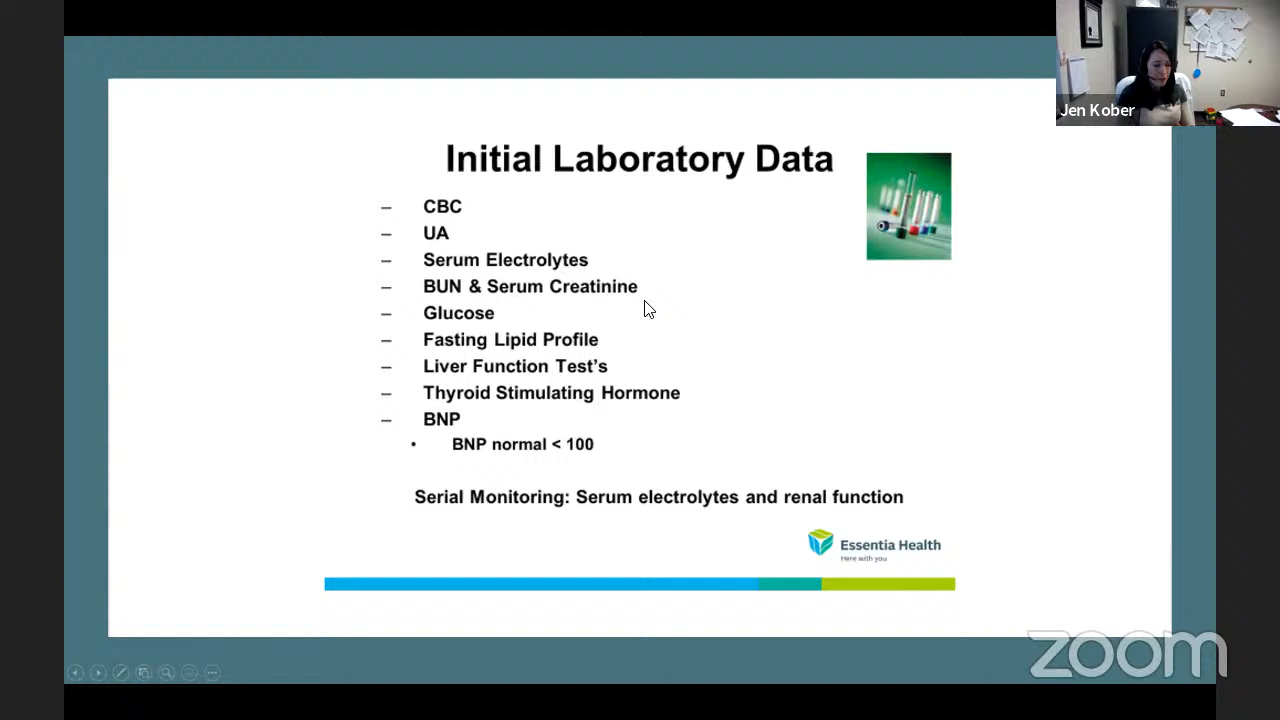 Jen Kober
Initial Laboratory Data
– CBC
– UA
– Serum Electrolytes
– BUN & Serum Creatinine
– Glucose
– Fasting Lipid Profile
– Liver Function Test's
– Thyroid Stimulating Hormone
– BNP
• BNP normal < 100
Serial Monitoring: Serum electrolytes and renal function
Essentia Health
Here with you
zoom